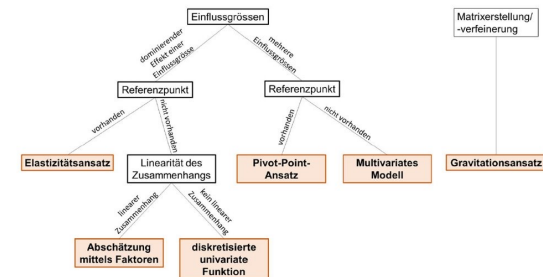 Einflussgrössen
Matrixerstellung/
-verfeinerung
dominierender
Effekt einer
Einflussgrösse
mehrere
Einflussgrössen
Referenzpunkt
Referenzpunkt
vorhanden
nicht vorhanden
vorhanden
nicht vorhanden
Elastizitätsansatz
Linearität des
Zusammenhangs
Pivot-Point-
Ansatz
Multivariates
Modell
Gravitationsansatz
linearer
Zusammenhang
kein linearer
Zusammenhang
Abschätzung
mittels Faktoren
diskretisierte
univariate
Funktion